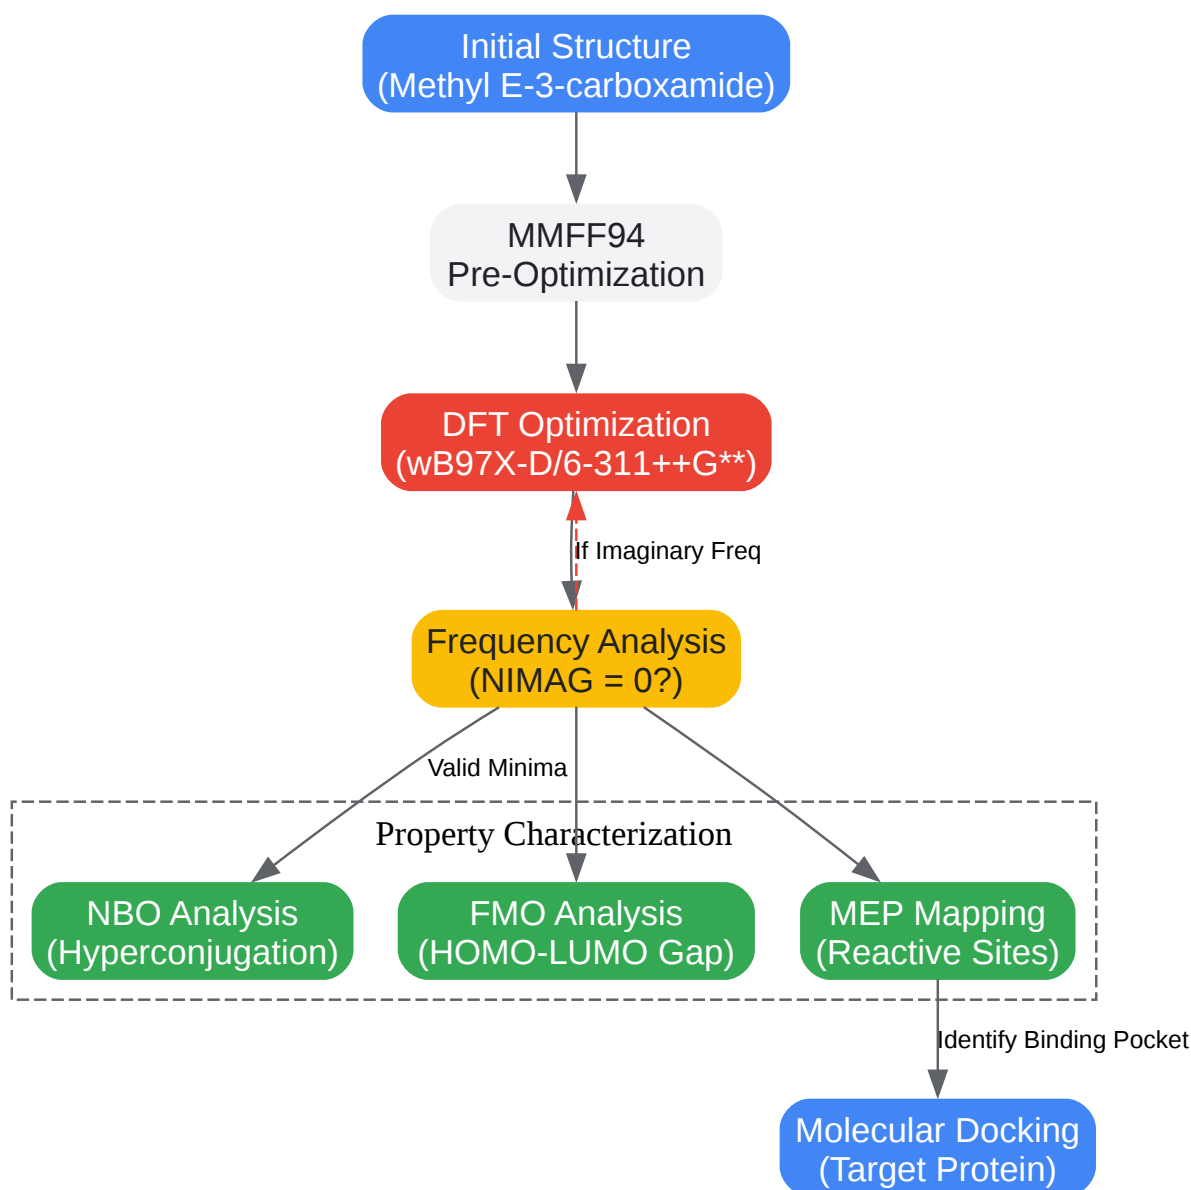 Initial Structure
(Methyl E-3-carboxamide)
MMFF94
Pre-Optimization
DFT Optimization
(wB97X-D/6-311++G**)
If Imaginary Freq
Frequency Analysis
(NIMAG = 0?)
Valid Minima
Property Characterization
NBO Analysis
(Hyperconjugation)
FMO Analysis
(HOMO-LUMO Gap)
MEP Mapping
(Reactive Sites)
Identify Binding Pocket
Molecular Docking
(Target Protein)